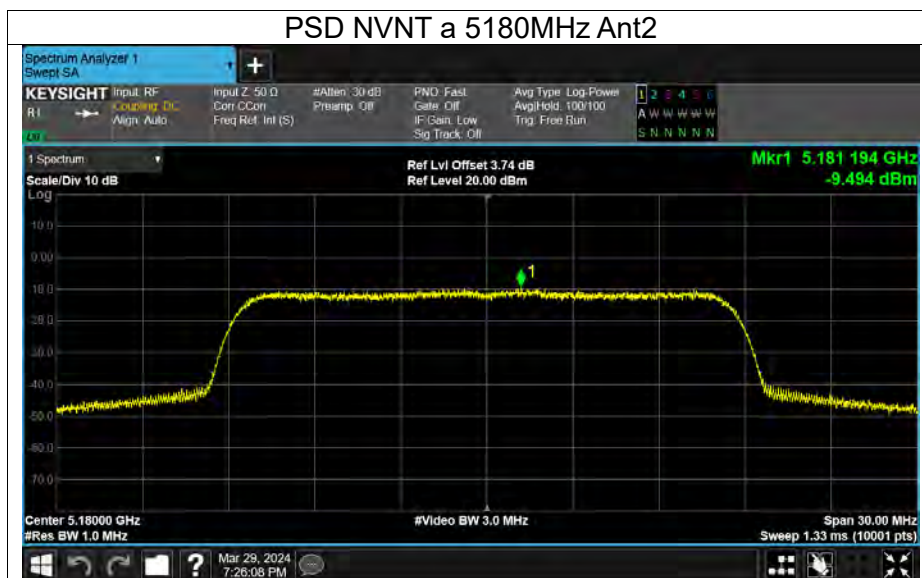 PSD NVNT a 5180MHz Ant2
Spectrum Analyzer 1
Swept SA
+
KEYSIGHT
Input: RF
Coupling: DC
Align: Auto
Input Z: 50 Ω
Corr CCorr
Freq Ref: Int (S)
#Atten: 30 dB
Preamp: Off
PNO: Fast
Gate: Off
IF Gain: Low
Sig Track: Off
Avg Type: Log-Power
Avg|Hold: 100/100
Trig: Free Run
1 2 3 4 5 6
A W W W W W
S N N N N N
1 Spectrum
Scale/Div 10 dB
Log
Ref Lvl Offset 3.74 dB
Ref Level 20.00 dBm
Mkr1 5.181 194 GHz
-9.494 dBm
10.0
0.00
1
-10.0
-20.0
-30.0
-40.0
-50.0
-60.0
-70.0
Center 5.18000 GHz
#Video BW 3.0 MHz
Span 30.00 MHz
#Res BW 1.0 MHz
Sweep 1.33 ms (10001 pts)
?
Mar 29, 2024
7:26:08 PM